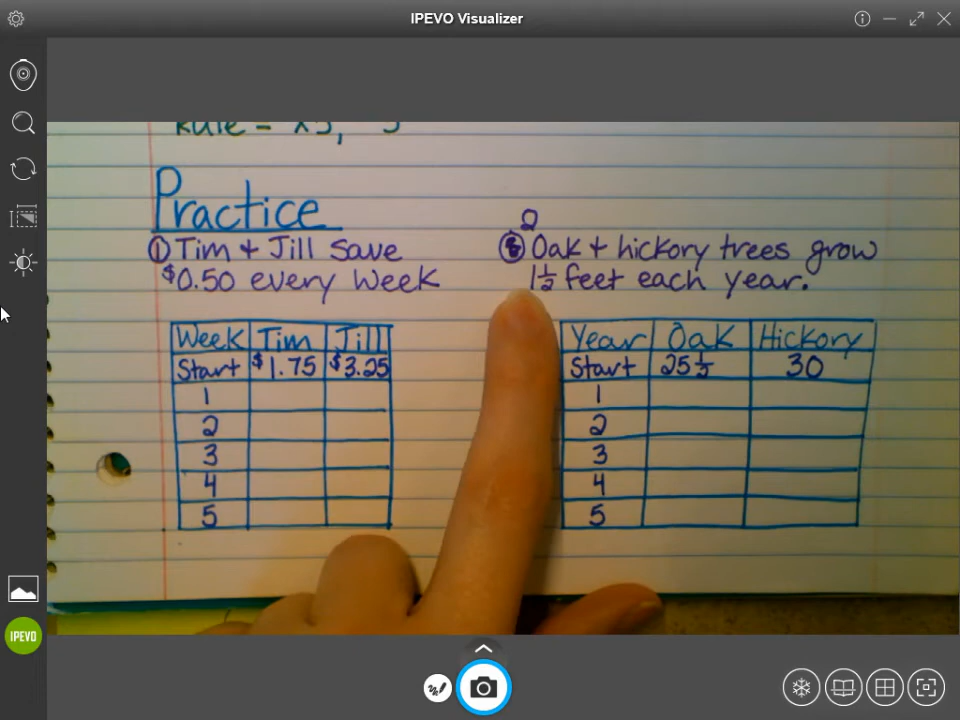 IPEVO Visualizer
Rule = x3,
Practice
① Tim + Jill save
$0.50 every week
2
Oak + hickory trees grow
1½ feet each year.
Week Tim Jill
Start $1.75 $3.25
1
2
3
4
5
Year Oak Hickory
Start 25½ 30
1
2
3
4
5
IPEVO